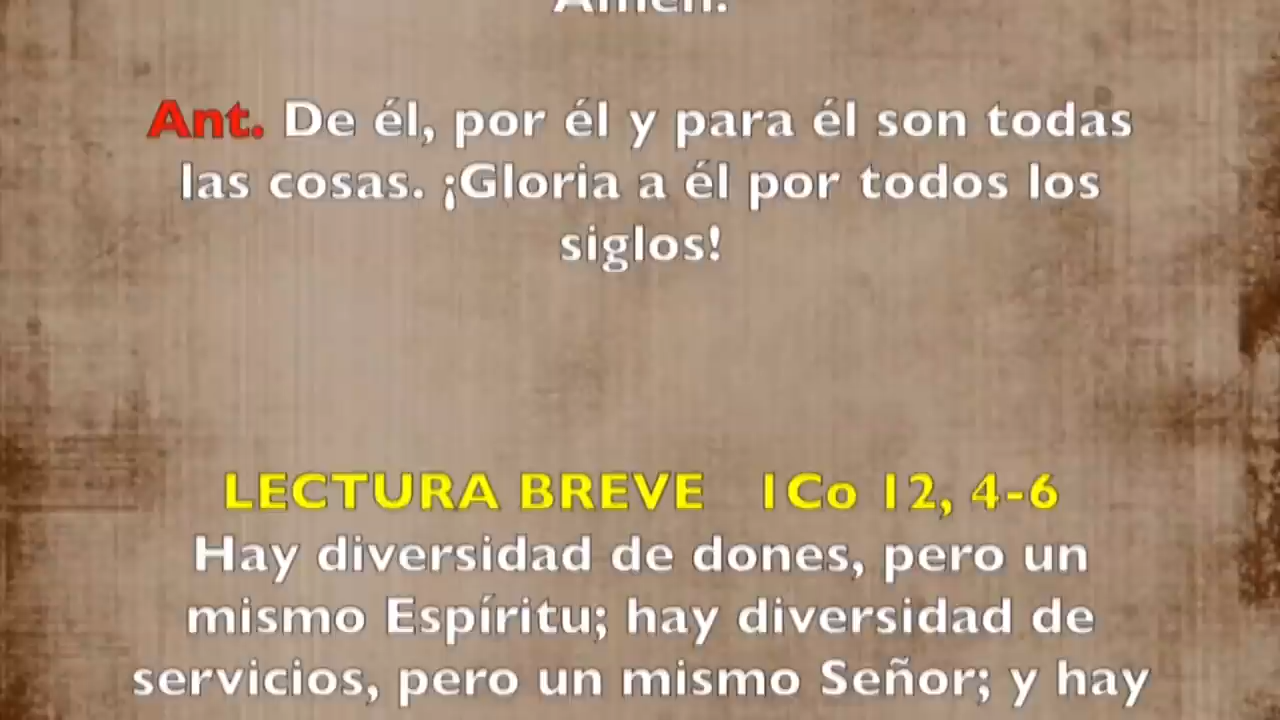 Amén.
Ant. De él, por él y para él son todas
las cosas. ¡Gloria a él por todos los
siglos!
LECTURA BREVE 1Co 12, 4-6
Hay diversidad de dones, pero un
mismo Espíritu; hay diversidad de
servicios, pero un mismo Señor; y hay